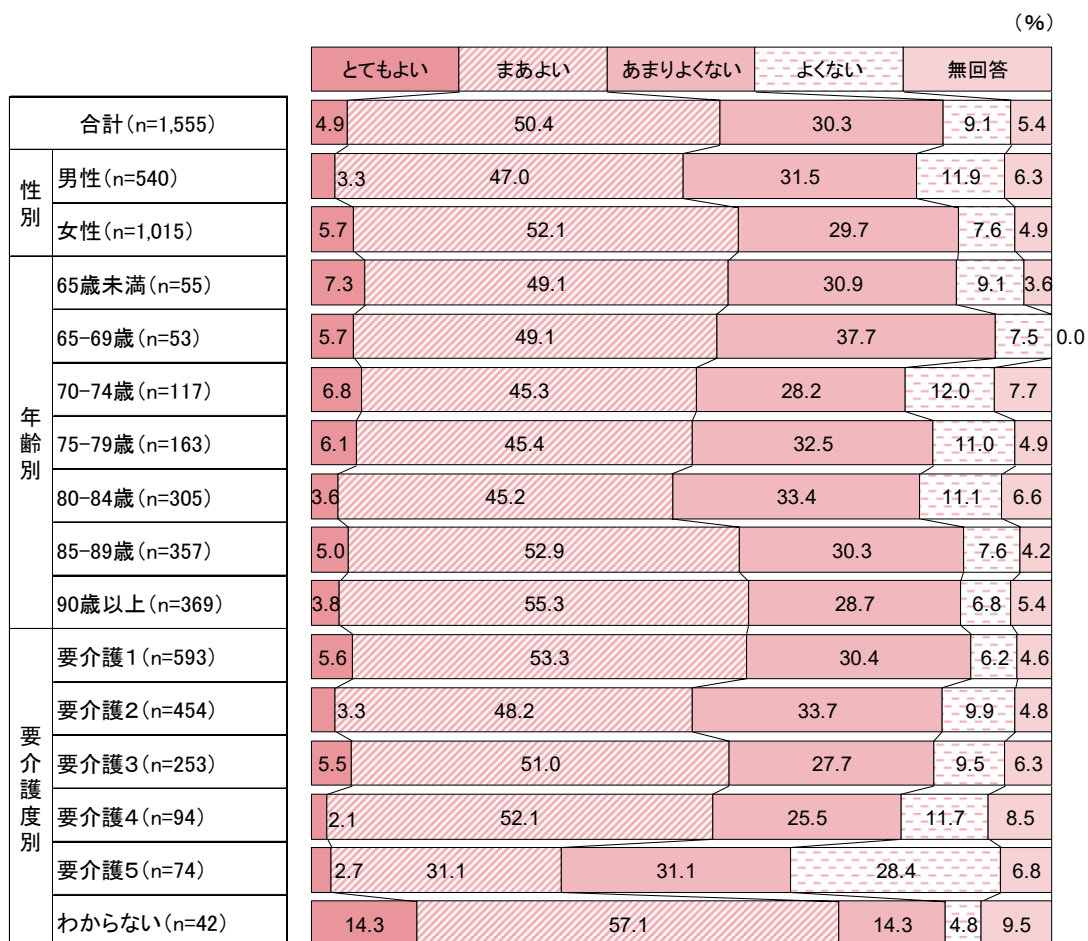 (%)
とてもよい まあよい あまりよくない よくない 無回答
合計(n=1,555) 4.9 50.4 30.3 9.1 5.4
性別
男性(n=540) 3.3 47.0 31.5 11.9 6.3
女性(n=1,015) 5.7 52.1 29.7 7.6 4.9
年齢別
65歳未満(n=55) 7.3 49.1 30.9 9.1 3.6
65-69歳(n=53) 5.7 49.1 37.7 7.5 0.0
70-74歳(n=117) 6.8 45.3 28.2 12.0 7.7
75-79歳(n=163) 6.1 45.4 32.5 11.0 4.9
80-84歳(n=305) 3.6 45.2 33.4 11.1 6.6
85-89歳(n=357) 5.0 52.9 30.3 7.6 4.2
90歳以上(n=369) 3.8 55.3 28.7 6.8 5.4
要介護度別
要介護1(n=593) 5.6 53.3 30.4 6.2 4.6
要介護2(n=454) 3.3 48.2 33.7 9.9 4.8
要介護3(n=253) 5.5 51.0 27.7 9.5 6.3
要介護4(n=94) 2.1 52.1 25.5 11.7 8.5
要介護5(n=74) 2.7 31.1 31.1 28.4 6.8
わからない(n=42) 14.3 57.1 14.3 4.8 9.5